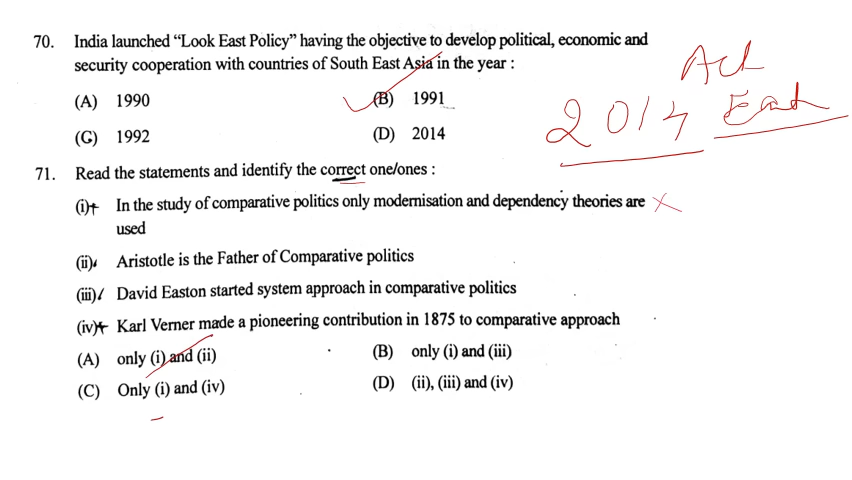 70. India launched “Look East Policy” having the objective to develop political, economic and
security cooperation with countries of South East Asia in the year :
(A) 1990 (B) 1991
(C) 1992 (D) 2014
Act
2014 East
71. Read the statements and identify the correct one/ones :
(i) In the study of comparative politics only modernisation and dependency theories are
used
(ii) Aristotle is the Father of Comparative politics
(iii) David Easton started system approach in comparative politics
(iv) Karl Verner made a pioneering contribution in 1875 to comparative approach
(A) only (i) and (ii) (B) only (i) and (iii)
(C) Only (i) and (iv) (D) (ii), (iii) and (iv)